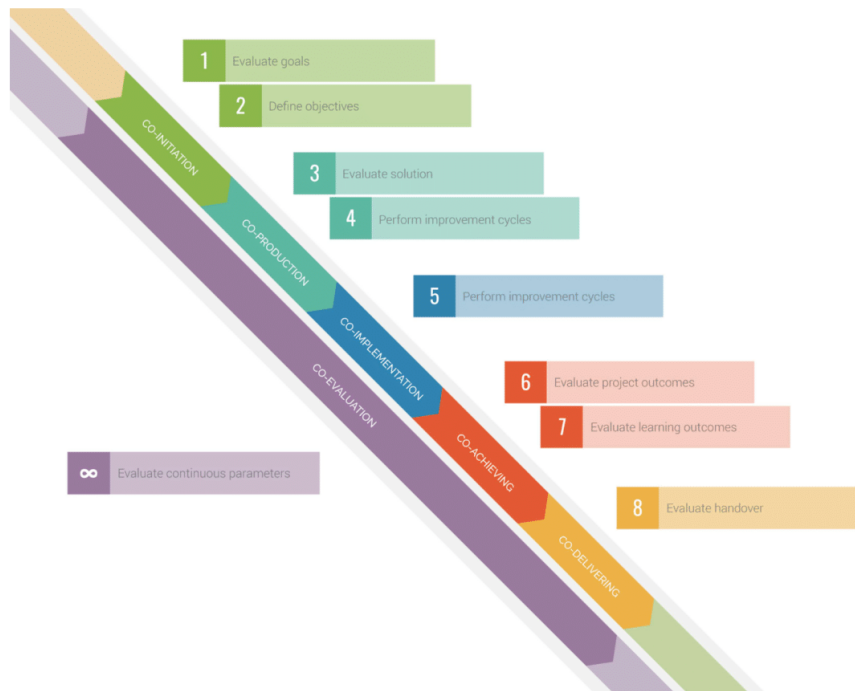 1 Evaluate goals
2 Define objectives
CO-INITIATION
3 Evaluate solution
4 Perform improvement cycles
CO-PRODUCTION
5 Perform improvement cycles
CO-IMPLEMENTATION
CO-EVALUATION
6 Evaluate project outcomes
7 Evaluate learning outcomes
CO-ACHIEVING
∞ Evaluate continuous parameters
8 Evaluate handover
CO-DELIVERING